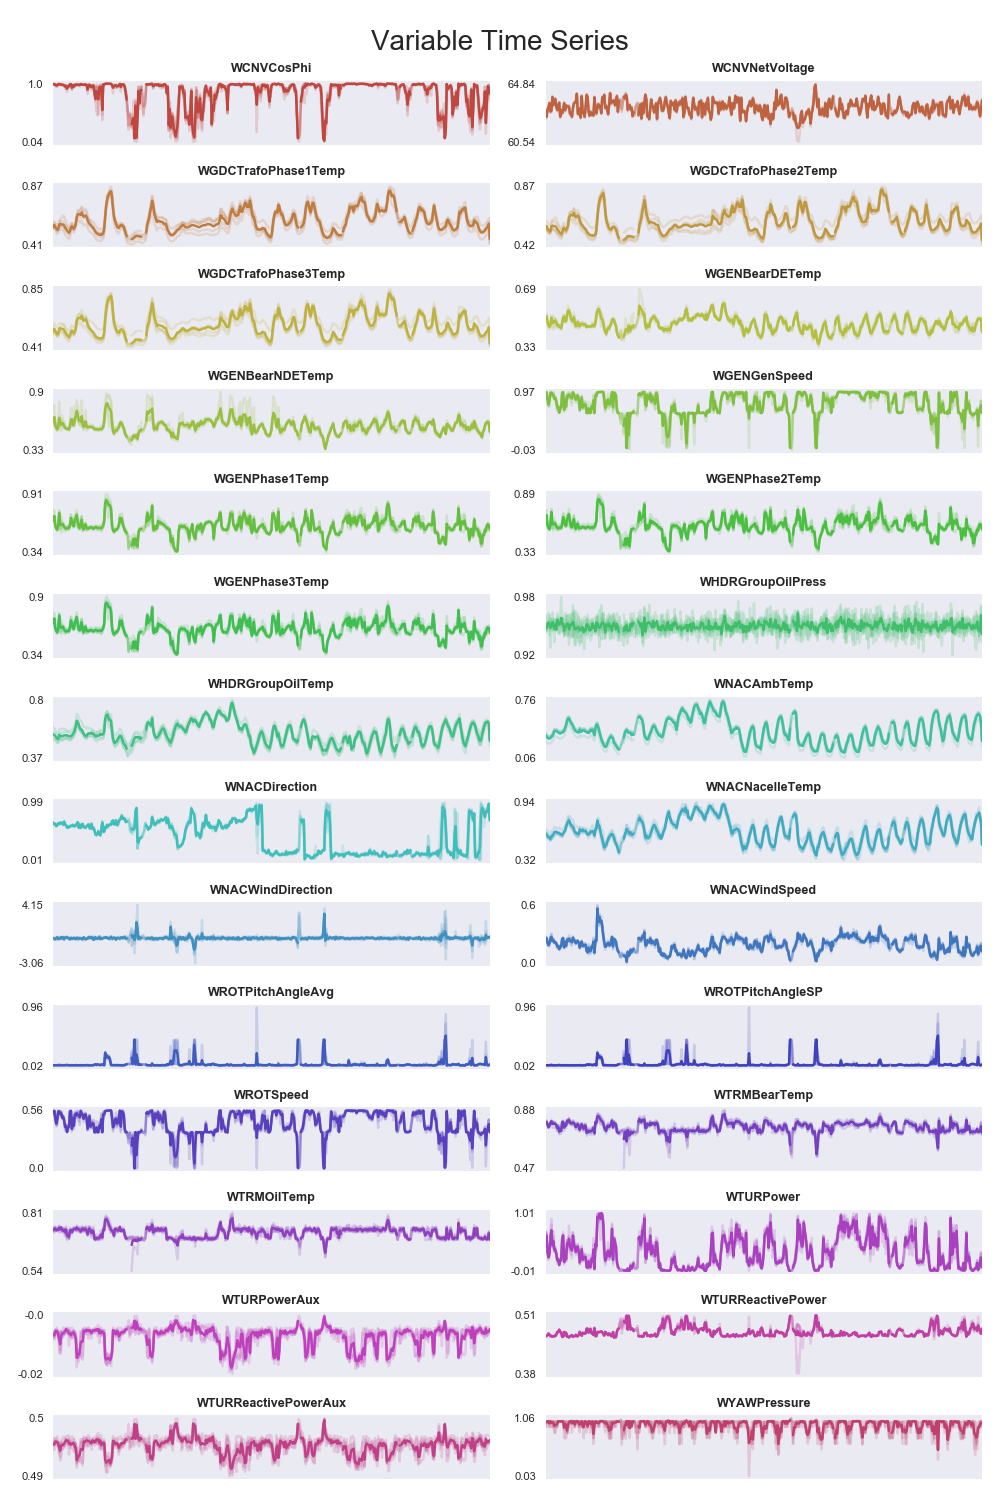 Variable Time Series
WCNVCosPhi
1.0
0.04
WCNVNetVoltage
64.84
60.54
WGDCTrafoPhase1Temp
0.87
0.41
WGDCTrafoPhase2Temp
0.87
0.42
WGDCTrafoPhase3Temp
0.85
0.41
WGENBearDETemp
0.69
0.33
WGENBearNDETemp
0.9
0.33
WGENGenSpeed
0.97
-0.03
WGENPhase1Temp
0.91
0.34
WGENPhase2Temp
0.89
0.33
WGENPhase3Temp
0.9
0.34
WHDRGroupOilPress
0.98
0.92
WHDRGroupOilTemp
0.8
0.37
WNACAmbTemp
0.76
0.06
WNACDirection
0.99
0.01
WNACNacelleTemp
0.94
0.32
WNACWindDirection
4.15
-3.06
WNACWindSpeed
0.6
0.0
WROTPitchAngleAvg
0.96
0.02
WROTPitchAngleSP
0.96
0.02
WROTSpeed
0.56
0.0
WTRMBearTemp
0.88
0.47
WTRMOilTemp
0.81
0.54
WTURPower
1.01
-0.01
WTURPowerAux
-0.0
-0.02
WTURReactivePower
0.51
0.38
WTURReactivePowerAux
0.5
0.49
WYAWPressure
1.06
0.03